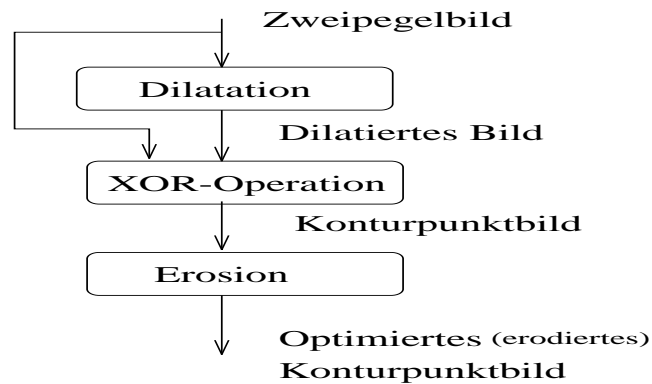 Zweipegelbild
Dilatation
Dilatiertes Bild
XOR-Operation
Konturpunktbild
Erosion
Optimiertes (erodiertes)
Konturpunktbild